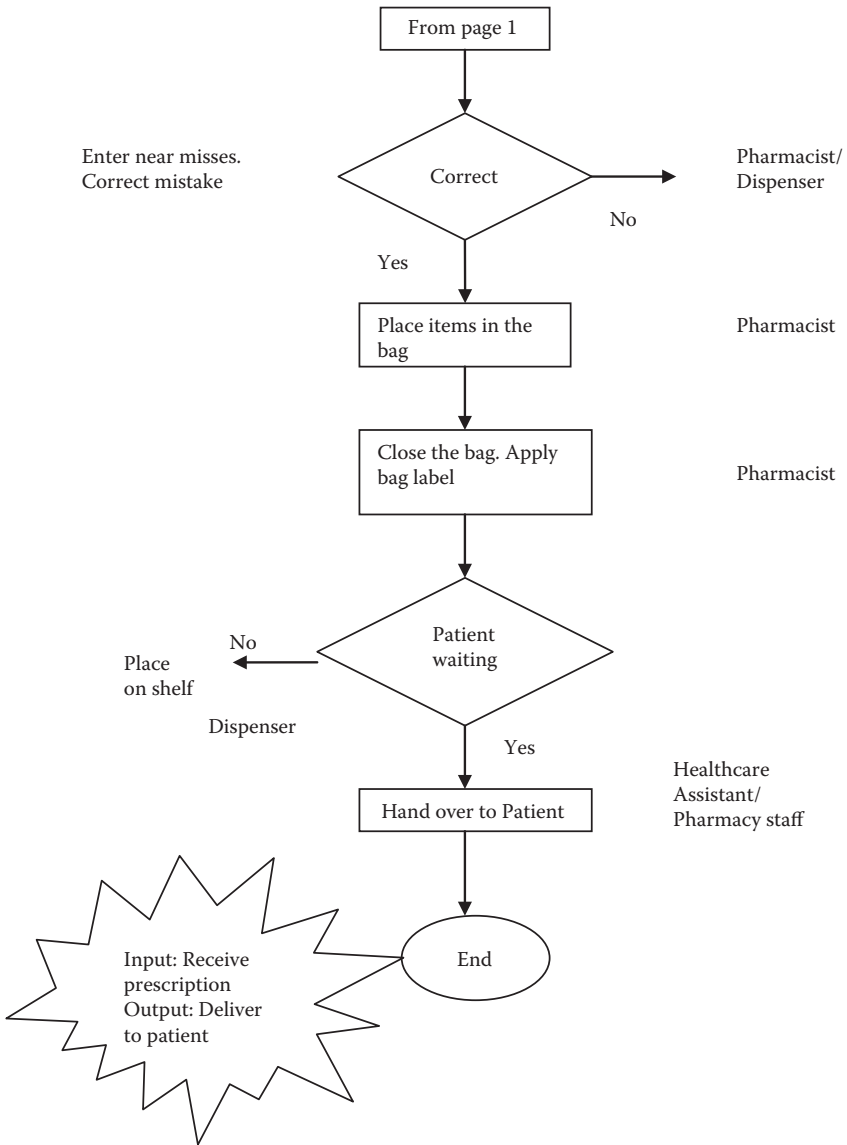 From page 1
Enter near misses.
Correct mistake
Correct
Pharmacist/
Dispenser
No
Yes
Place items in the
bag
Pharmacist
Close the bag. Apply
bag label
Pharmacist
Patient
waiting
No
Place
on shelf
Dispenser
Yes
Healthcare
Assistant/
Pharmacy staff
Hand over to Patient
Input: Receive
prescription
Output: Deliver
to patient
End